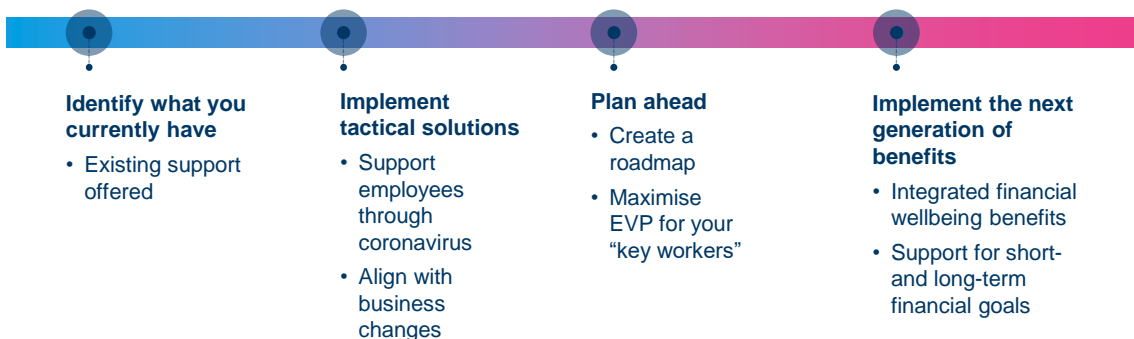 Identify what you
currently have
• Existing support
offered
Implement
tactical solutions
• Support
employees
through
coronavirus
• Align with
business
changes
Plan ahead
• Create a
roadmap
• Maximise
EVP for your
“key workers”
Implement the next
generation of
benefits
• Integrated financial
wellbeing benefits
• Support for short-
and long-term
financial goals